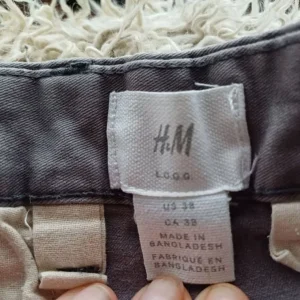 H&M
L.O.G.G.
US 38
CA 38
MADE IN
BANGLADESH
FABRIQUÉ EN
BANGLADESH